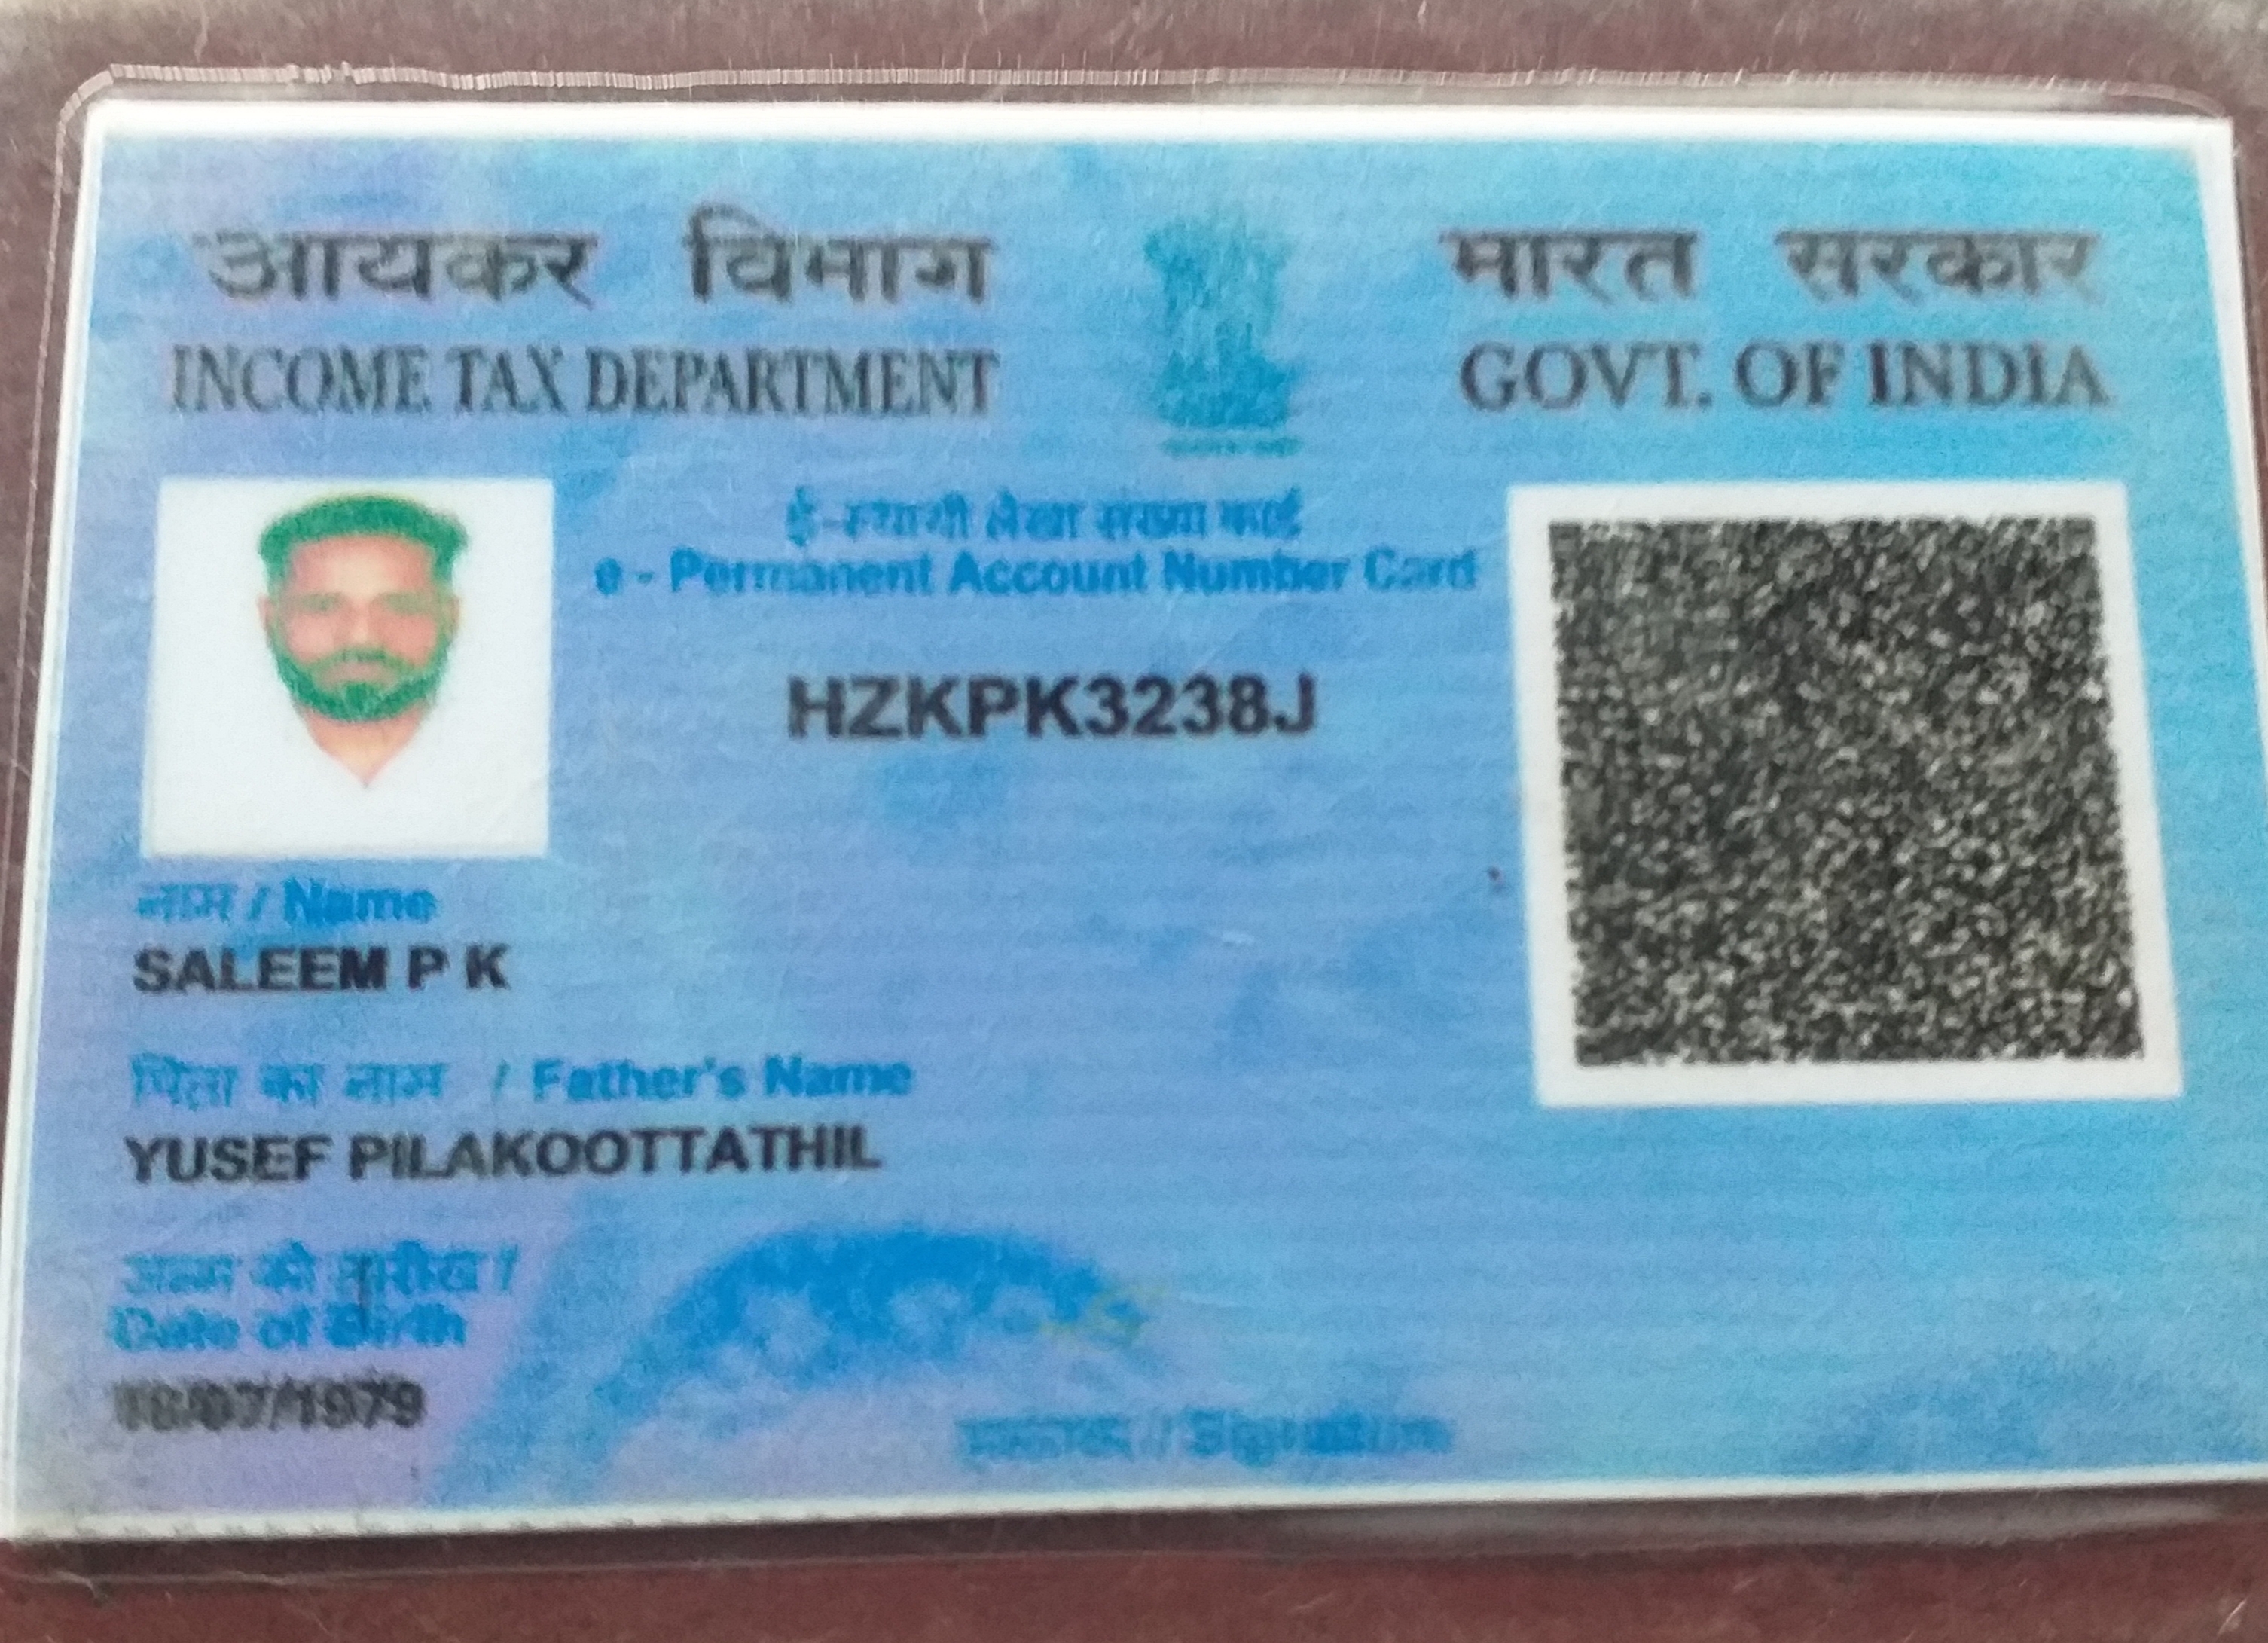 आयकर विभाग
INCOME TAX DEPARTMENT
भारत सरकार
GOVT. OF INDIA
ई-स्थायी लेखा संख्या कार्ड
e - Permanent Account Number Card
HZKPK3238J
नाम / Name
SALEEM P K
पिता का नाम / Father's Name
YUSEF PILAKOOTTATHIL
जन्म की तारीख /
Date of Birth
/07/1979
हस्ताक्षर / Signature